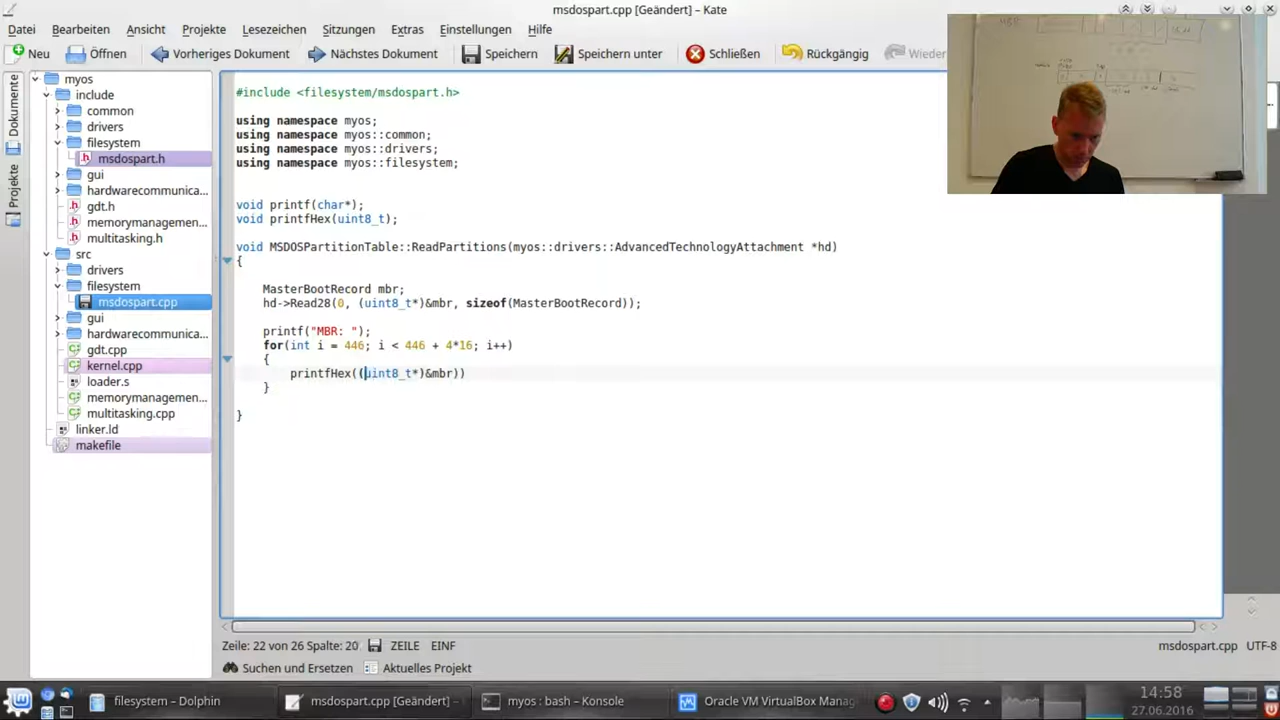 msdospart.cpp [Geändert] – Kate
Datei Bearbeiten Ansicht Projekte Lesezeichen Sitzungen Extras Einstellungen Hilfe
Neu Öffnen Vorheriges Dokument Nächstes Dokument Speichern Speichern unter Schließen Rückgängig Wieder
Dokumente
Projekte
myos
include
common
drivers
filesystem
msdospart.h
gui
hardwarecommunica...
gdt.h
memorymanagemen...
multitasking.h
src
drivers
filesystem
msdospart.cpp
gui
hardwarecommunica...
gdt.cpp
kernel.cpp
loader.s
memorymanagemen...
multitasking.cpp
linker.ld
makefile
#include <filesystem/msdospart.h>
using namespace myos;
using namespace myos::common;
using namespace myos::drivers;
using namespace myos::filesystem;
void printf(char*);
void printfHex(uint8_t);
void MSDOSPartitionTable::ReadPartitions(myos::drivers::AdvancedTechnologyAttachment *hd)
{
MasterBootRecord mbr;
hd->Read28(0, (uint8_t*)&mbr, sizeof(MasterBootRecord));
printf("MBR: ");
for(int i = 446; i < 446 + 4*16; i++)
{
printfHex((uint8_t*)&mbr))
}
}
Zeile: 22 von 26 Spalte: 20 ZEILE EINF msdospart.cpp UTF-8
Suchen und Ersetzen Aktuelles Projekt
filesystem – Dolphin msdospart.cpp [Geändert] – myos : bash – Konsole Oracle VM VirtualBox Manag 14:58
27.06.2016